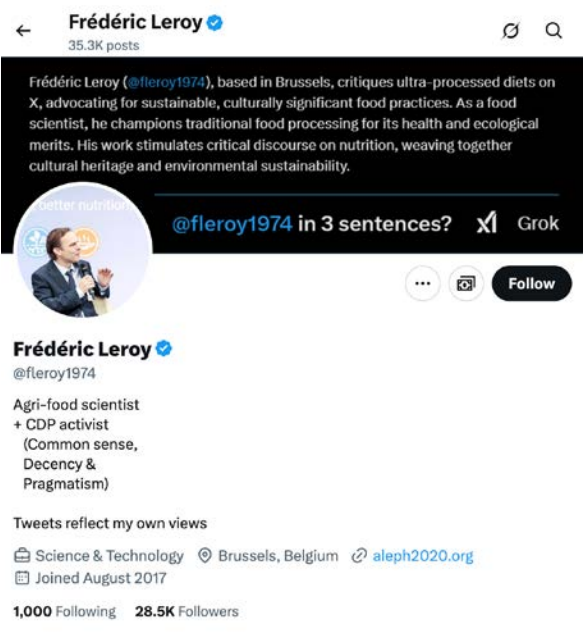 Frédéric Leroy
35.3K posts
Frédéric Leroy (@fleroy1974), based in Brussels, critiques ultra-processed diets on
X, advocating for sustainable, culturally significant food practices. As a food
scientist, he champions traditional food processing for its health and ecological
merits. His work stimulates critical discourse on nutrition, weaving together
cultural heritage and environmental sustainability.
better nutrition
@fleroy1974 in 3 sentences? xI Grok
Follow
Frédéric Leroy
@fleroy1974
Agri-food scientist
+ CDP activist
(Common sense,
Decency &
Pragmatism)
Tweets reflect my own views
Science & Technology Brussels, Belgium aleph2020.org
Joined August 2017
1,000 Following 28.5K Followers